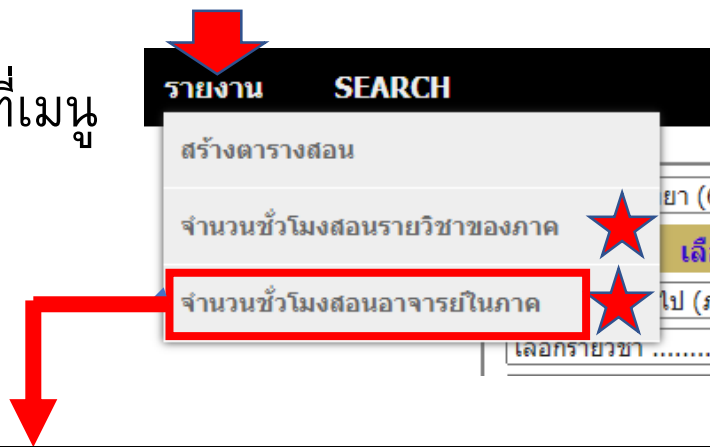 ที่เมนู
รายงาน SEARCH
สร้างตารางสอน
จำนวนชั่วโมงสอนรายวิชาของภาค
จำนวนชั่วโมงสอนอาจารย์ในภาค
ยา (
เลื
ไป (ภ
เลือกรายวิชา ........